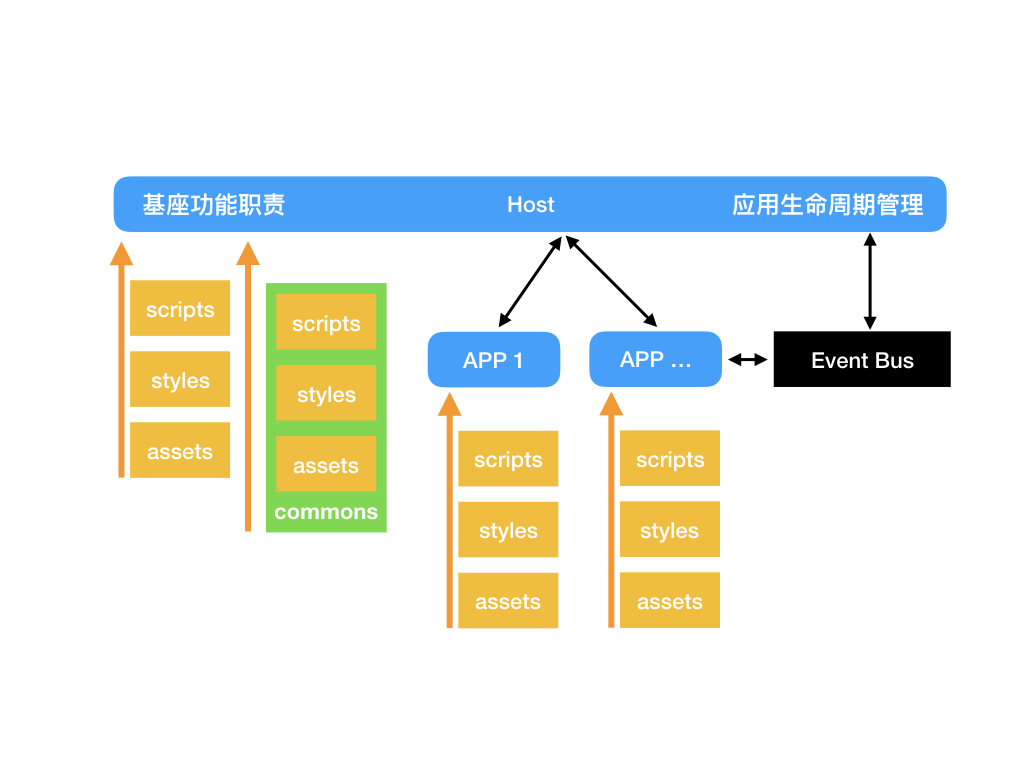 基座功能职责
Host
应用生命周期管理
scripts
styles
assets
scripts
styles
assets
commons
APP 1
APP ...
Event Bus
scripts
styles
assets
scripts
styles
assets